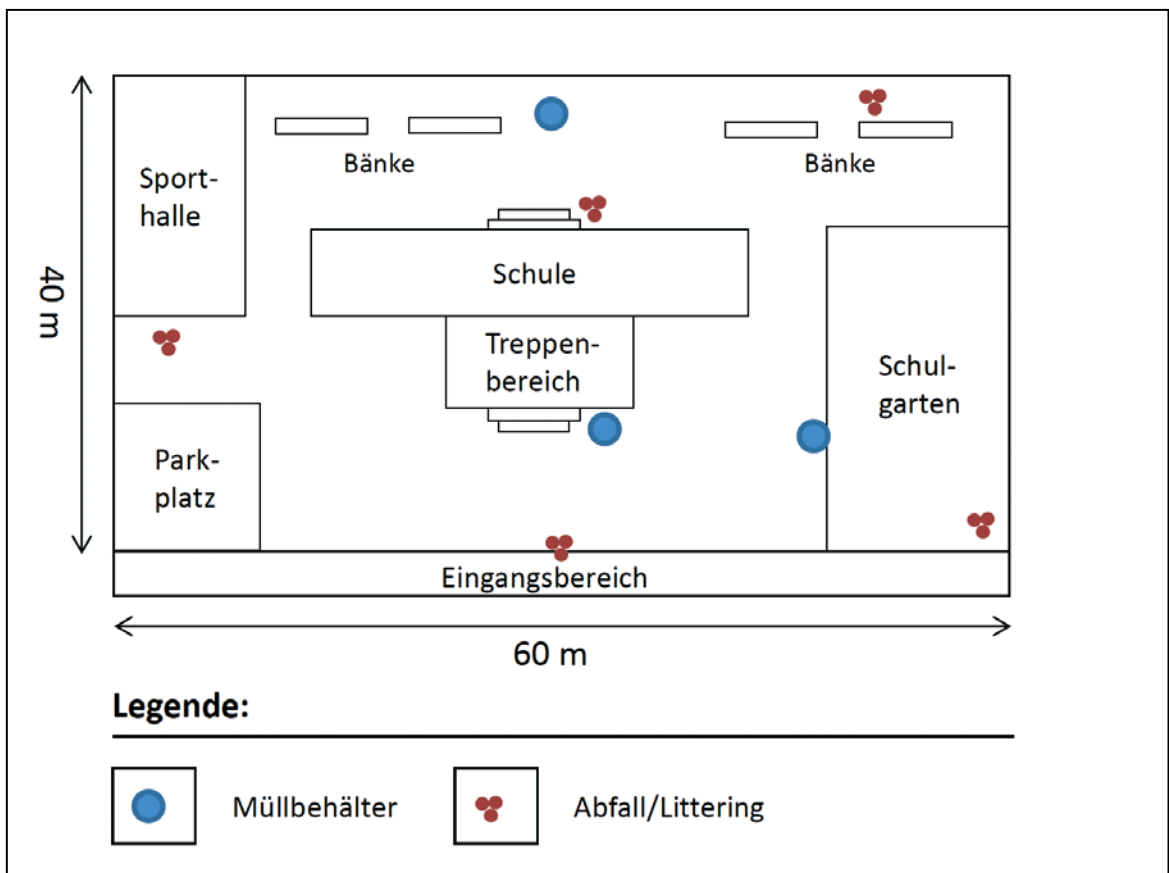 Bänke
Bänke
Sport-
halle
Schule
40 m
Treppen-
bereich
Schul-
garten
Park-
platz
Eingangsbereich
60 m
Legende:
Müllbehälter
Abfall/Littering